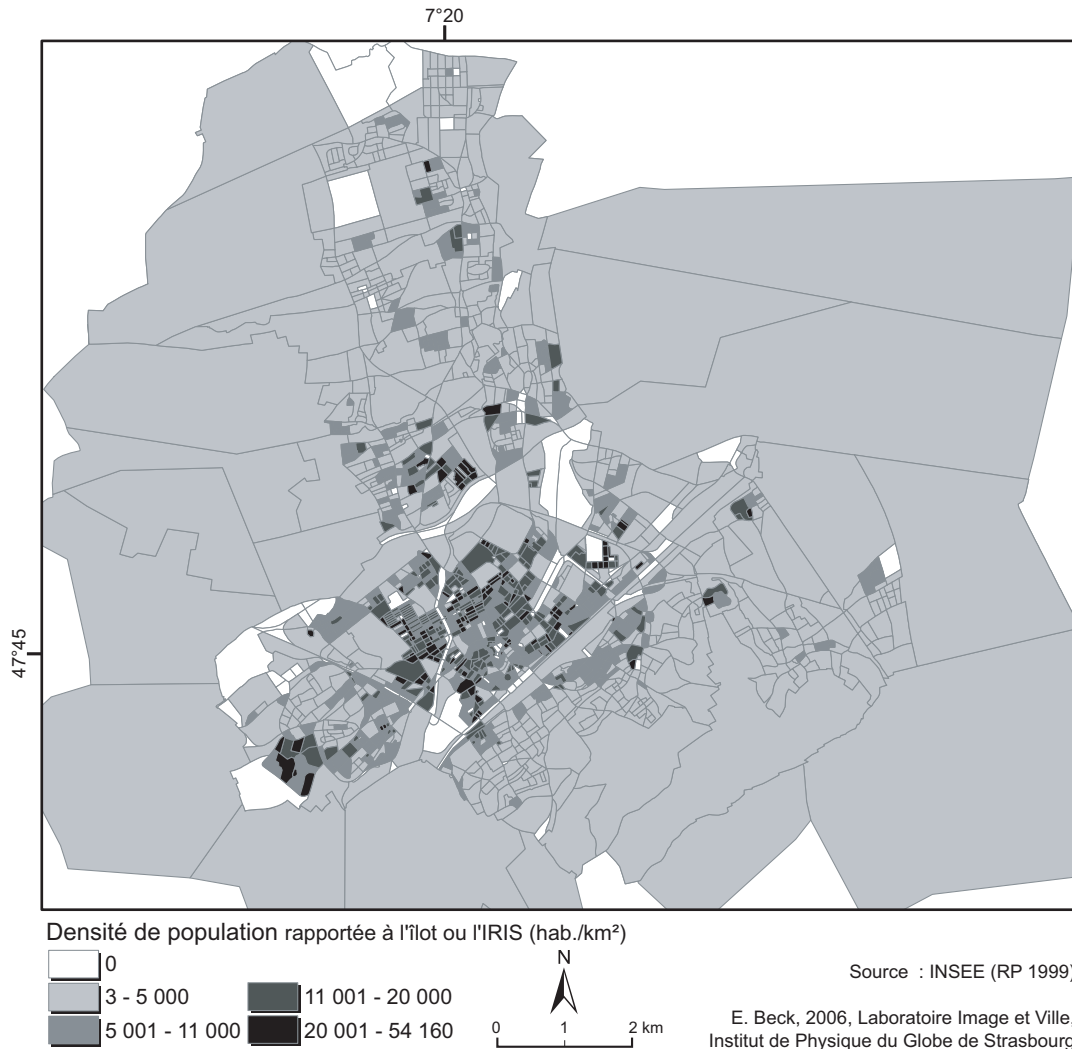 7°20
47°45
Densité de population rapportée à l'îlot ou l'IRIS (hab./km²)
0
3 - 5 000
5 001 - 11 000
11 001 - 20 000
20 001 - 54 160
N
0 1 2 km
Source : INSEE (RP 1999)
E. Beck, 2006, Laboratoire Image et Ville,
Institut de Physique du Globe de Strasbourg